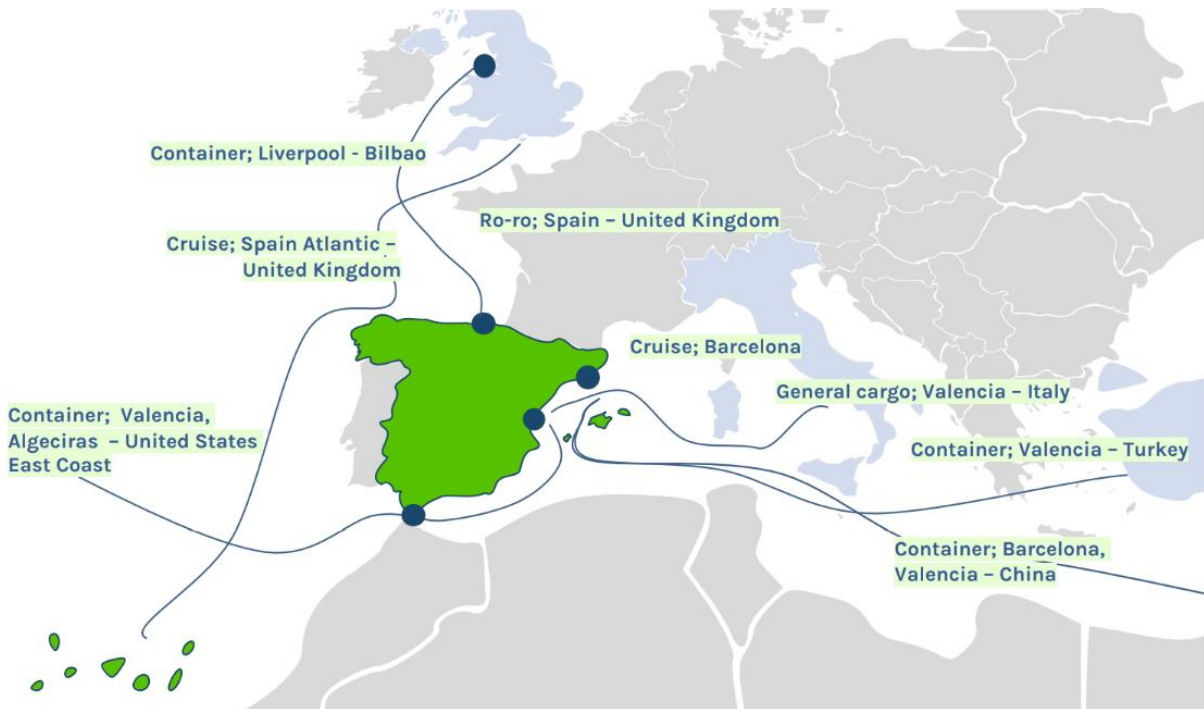 Container; Liverpool - Bilbao
Ro-ro; Spain – United Kingdom
Cruise; Spain Atlantic –
United Kingdom
Cruise; Barcelona
General cargo; Valencia – Italy
Container; Valencia,
Algeciras – United States
East Coast
Container; Valencia – Turkey
Container; Barcelona,
Valencia – China